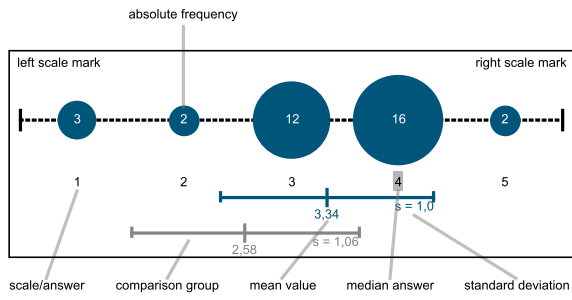 absolute frequency
left scale mark right scale mark
3 2 12 16 2
1 2 3 4 5
s = 1,0
3,34
s = 1,06
2,58
scale/answer comparison group mean value median answer standard deviation